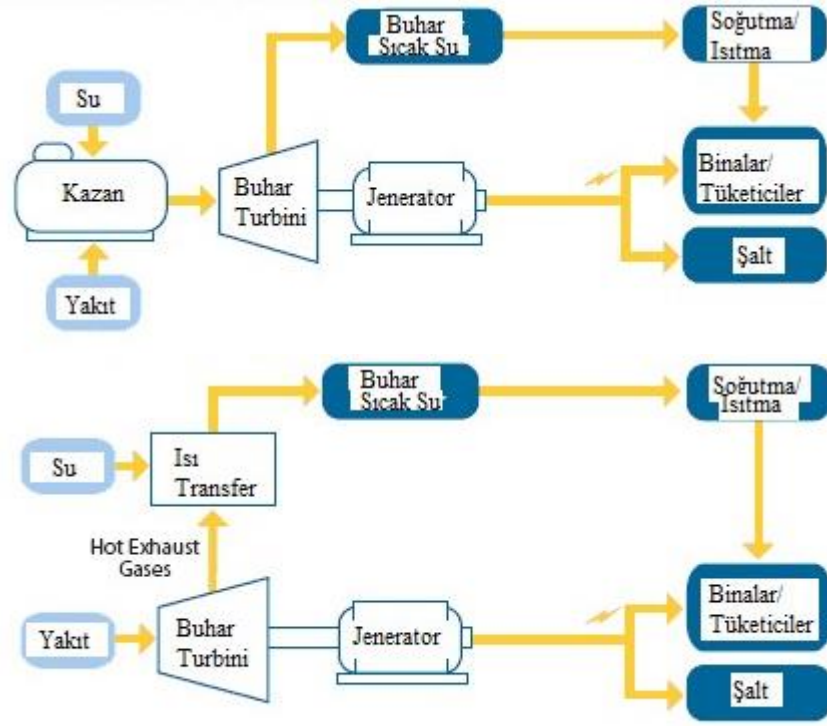 Buhar
Sıcak Su
Soğutma/
Isıtma
Su
Kazan
Buhar
Turbini
Jenerator
Binalar/
Tüketiciler
Yakıt
Şalt
Buhar
Sıcak Su
Soğutma/
Isıtma
Su
Isı
Transfer
Hot Exhaust
Gases
Yakıt
Buhar
Turbini
Jenerator
Binalar/
Tüketiciler
Şalt